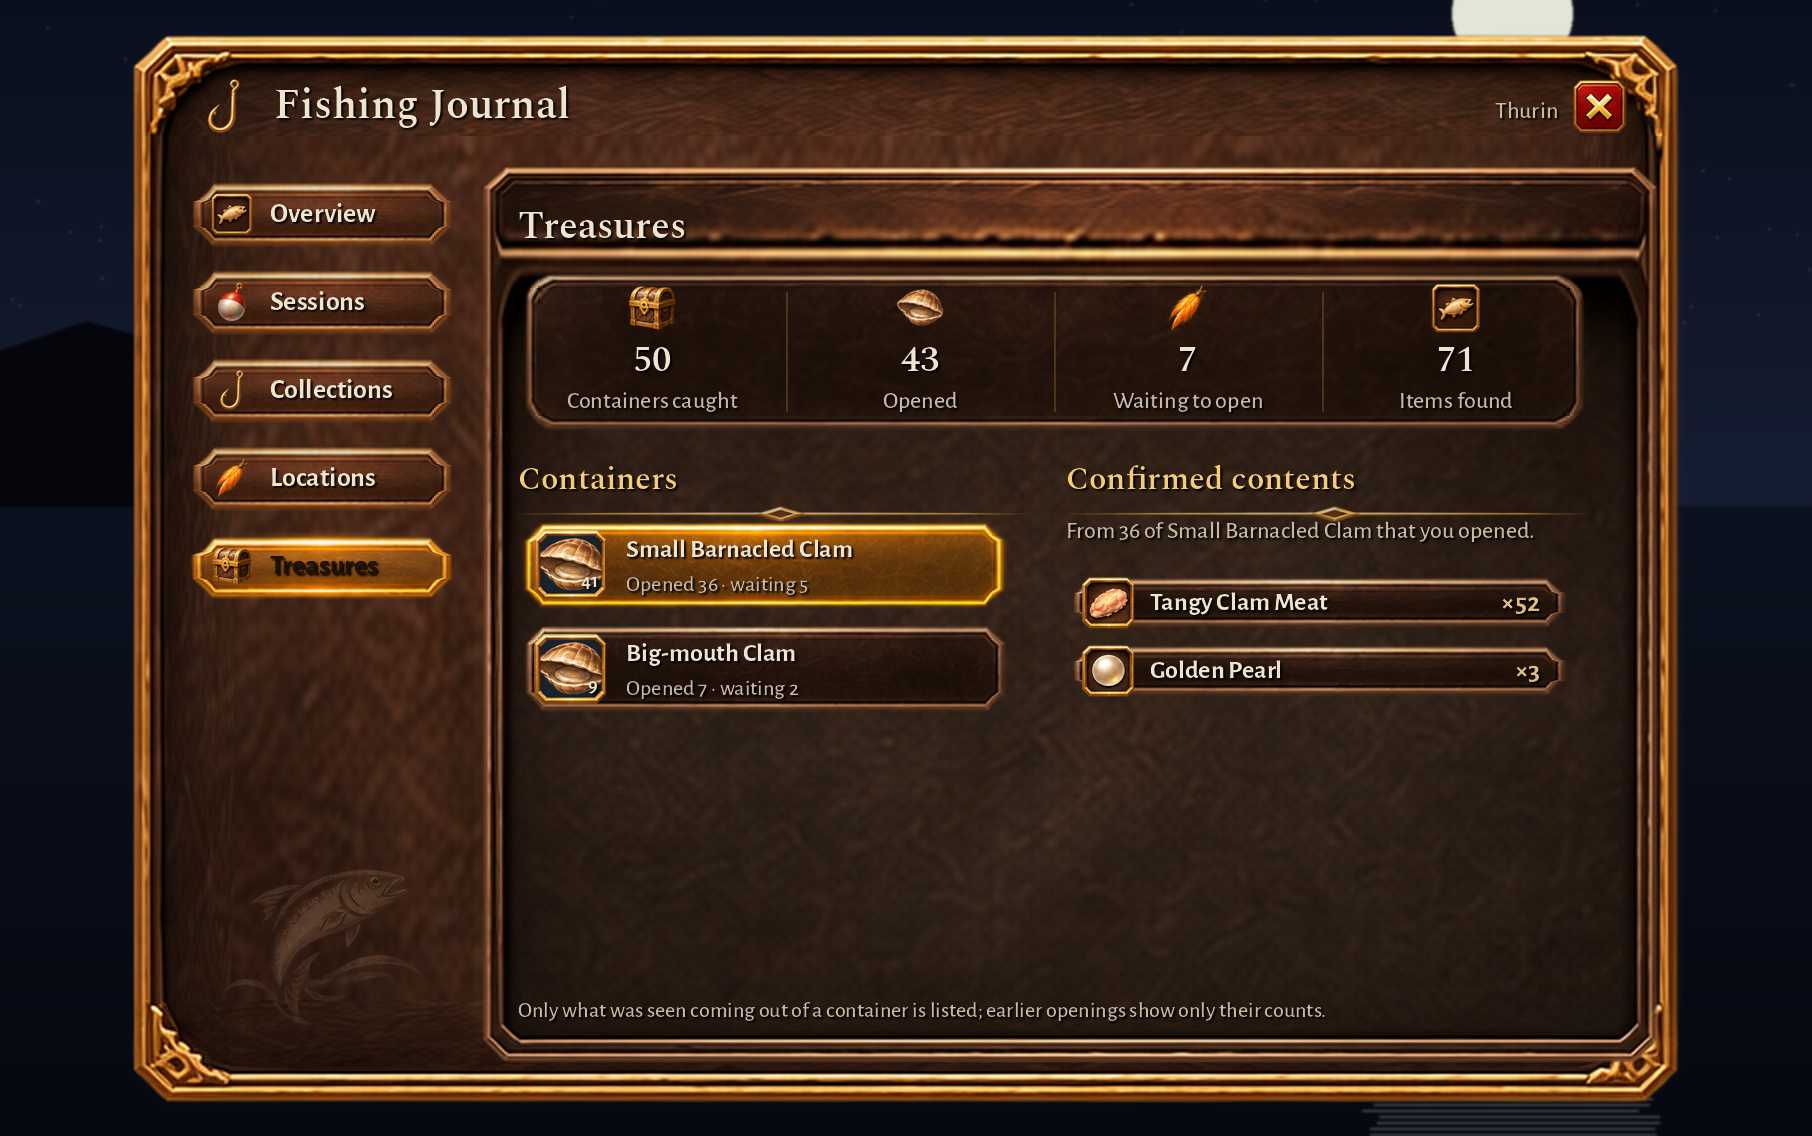 Fishing Journal
Thurin
Overview
Sessions
Collections
Locations
Treasures
Treasures
50
Containers caught
43
Opened
7
Waiting to open
71
Items found
Containers
Small Barnacled Clam
Opened 36 · waiting 5
41
Big-mouth Clam
Opened 7 · waiting 2
9
Confirmed contents
From 36 of Small Barnacled Clam that you opened.
Tangy Clam Meat ×52
Golden Pearl ×3
Only what was seen coming out of a container is listed; earlier openings show only their counts.